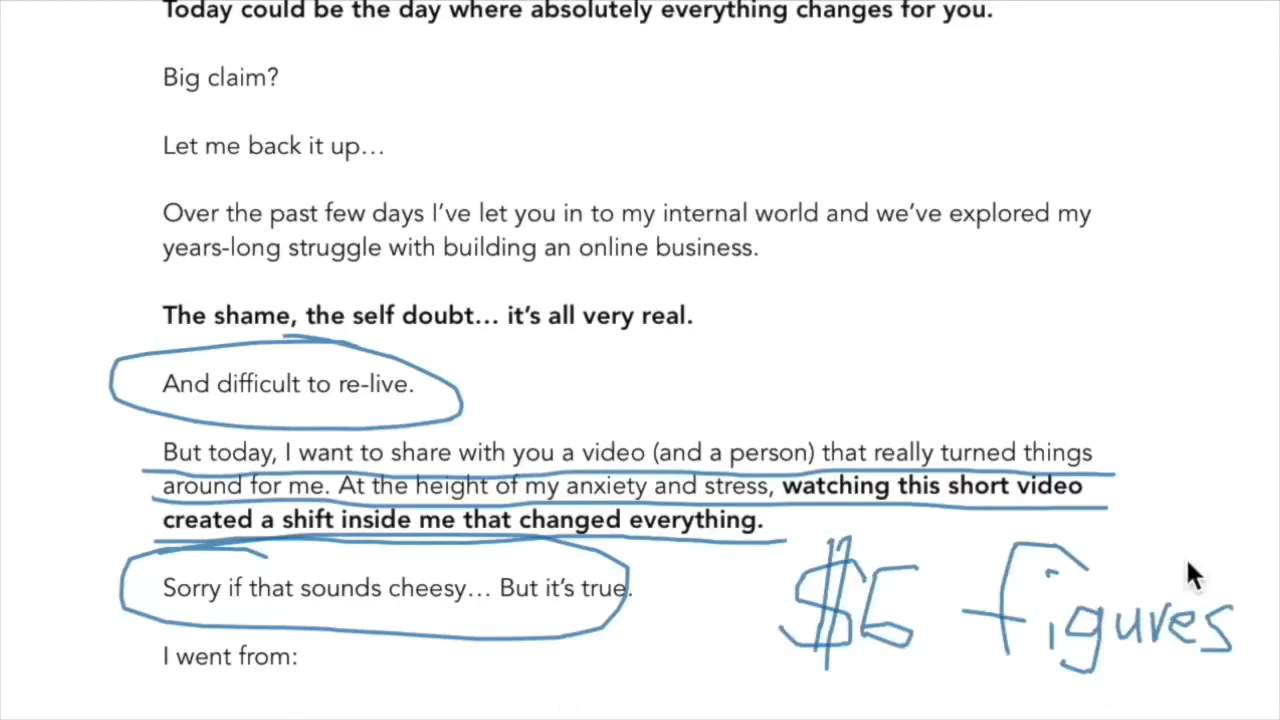 Today could be the day where absolutely everything changes for you.
Big claim?
Let me back it up…
Over the past few days I’ve let you in to my internal world and we’ve explored my
years-long struggle with building an online business.
The shame, the self doubt… it’s all very real.
And difficult to re-live.
But today, I want to share with you a video (and a person) that really turned things
around for me. At the height of my anxiety and stress, watching this short video
created a shift inside me that changed everything.
Sorry if that sounds cheesy… But it’s true.
$5 figures
I went from: